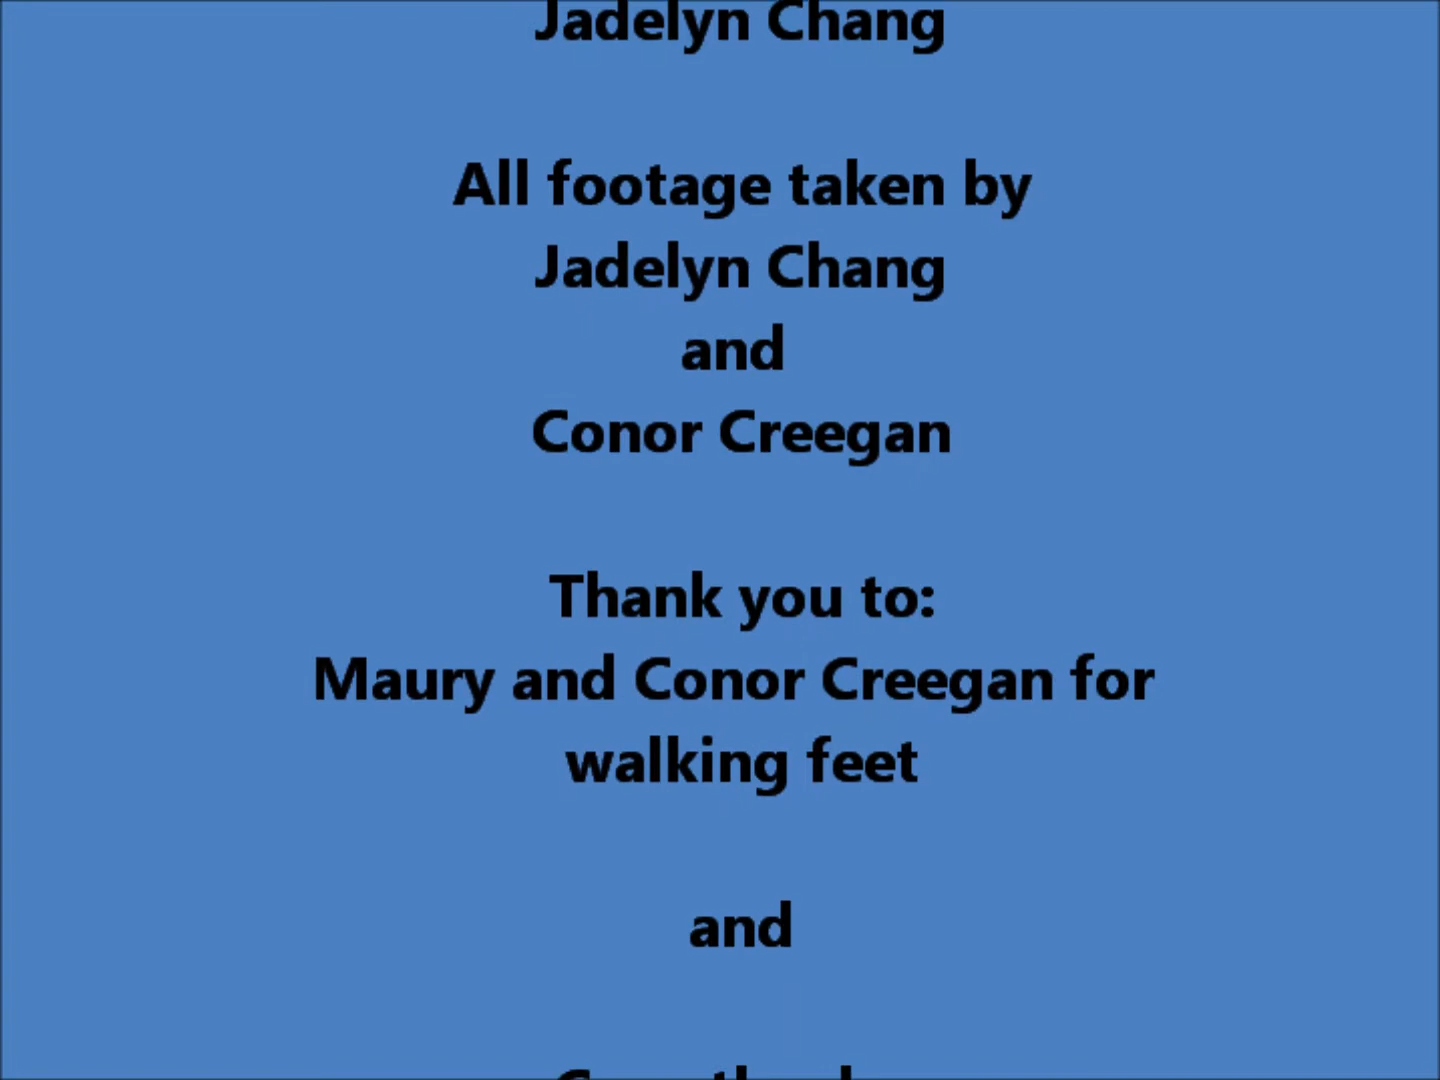 Jadelyn Chang
All footage taken by
Jadelyn Chang
and
Conor Creegan
Thank you to:
Maury and Conor Creegan for
walking feet
and